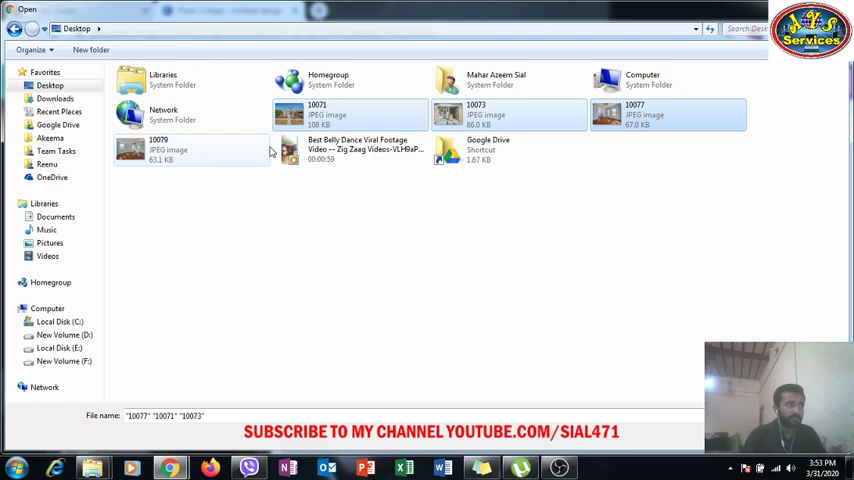 Open
Desktop
Search Desk
Organize
New folder
Favorites
Desktop
Downloads
Recent Places
Google Drive
Akeema
Team Tasks
Reenu
OneDrive
Libraries
Documents
Music
Pictures
Videos
Homegroup
Computer
Local Disk (C:)
New Volume (D:)
Local Disk (E:)
New Volume (F:)
Network
Libraries
System Folder
Homegroup
System Folder
Mahar Azeem Sial
System Folder
Computer
System Folder
Network
System Folder
10071
JPEG image
108 KB
10073
JPEG image
86.0 KB
10077
JPEG image
67.0 KB
10079
JPEG image
63.1 KB
Best Belly Dance Viral Footage
Video -- Zig Zaag Videos-VLH9aP...
00:00:59
Google Drive
Shortcut
1.67 KB
File name:
"10077" "10071" "10073"
SUBSCRIBE TO MY CHANNEL YOUTUBE.COM/SIAL471
Services
3:53 PM
3/31/2020